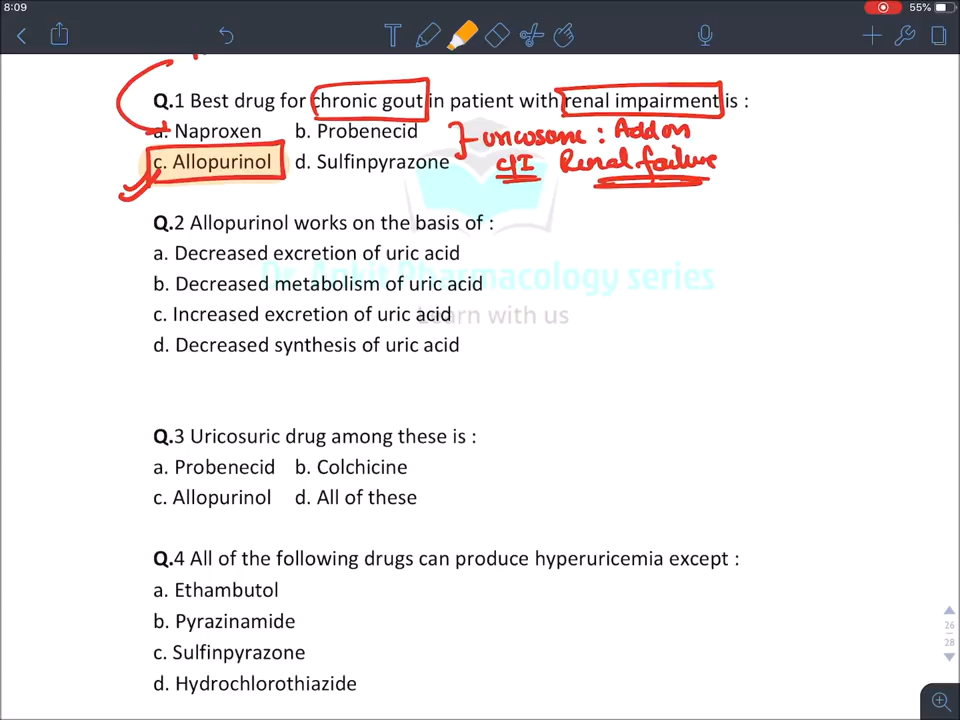 8:09
55%
Q.1 Best drug for chronic gout in patient with renal impairment is :
a. Naproxen b. Probenecid
c. Allopurinol d. Sulfinpyrazone
: Add on
C/I Renal failure
Q.2 Allopurinol works on the basis of :
a. Decreased excretion of uric acid
b. Decreased metabolism of uric acid
c. Increased excretion of uric acid
d. Decreased synthesis of uric acid
Dr. Ankit Pharmacology series
Learn with us
Q.3 Uricosuric drug among these is :
a. Probenecid b. Colchicine
c. Allopurinol d. All of these
Q.4 All of the following drugs can produce hyperuricemia except :
a. Ethambutol
b. Pyrazinamide
c. Sulfinpyrazone
d. Hydrochlorothiazide
26
28